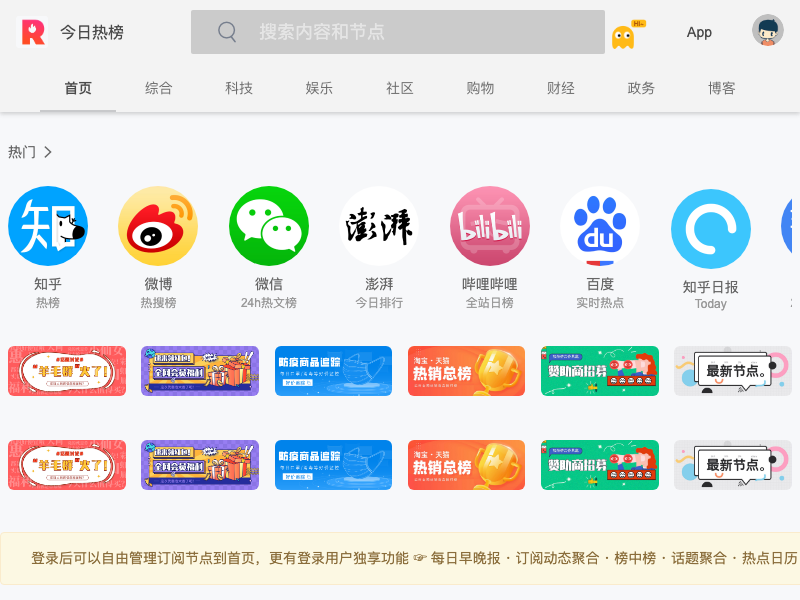 今日热榜
搜索内容和节点
Hi~
App
首页 综合 科技 娱乐 社区 购物 财经 政务 博客
热门
知
澎湃
bilibili
du
知乎 微博 微信 澎湃 哔哩哔哩 百度 知乎日报
热榜 热搜榜 24h热文榜 今日排行 全站日榜 实时热点 Today
“羊毛财”火了!
全网会员福利
防疫商品追踪
淘宝·天猫
热销总榜
赞助商招募
最新节点。
“羊毛财”火了!
全网会员福利
防疫商品追踪
淘宝·天猫
热销总榜
赞助商招募
最新节点。
登录后可以自由管理订阅节点到首页，更有登录用户独享功能 ☞ 每日早晚报 · 订阅动态聚合 · 榜中榜 · 话题聚合 · 热点日历